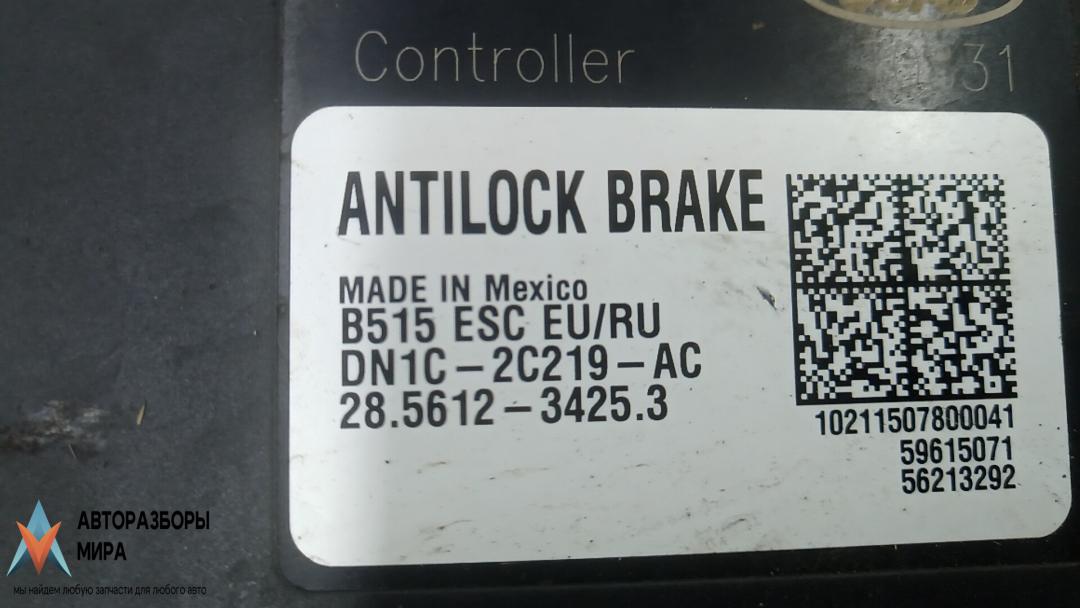 Controller
31
ANTILOCK BRAKE
MADE IN Mexico
B515 ESC EU/RU
DN1C-2C219-AC
28.5612-3425.3
10211507800041
59615071
56213292
АВТОРАЗБОРЫ
МИРА
мы найдем любую запчасти для любого авто